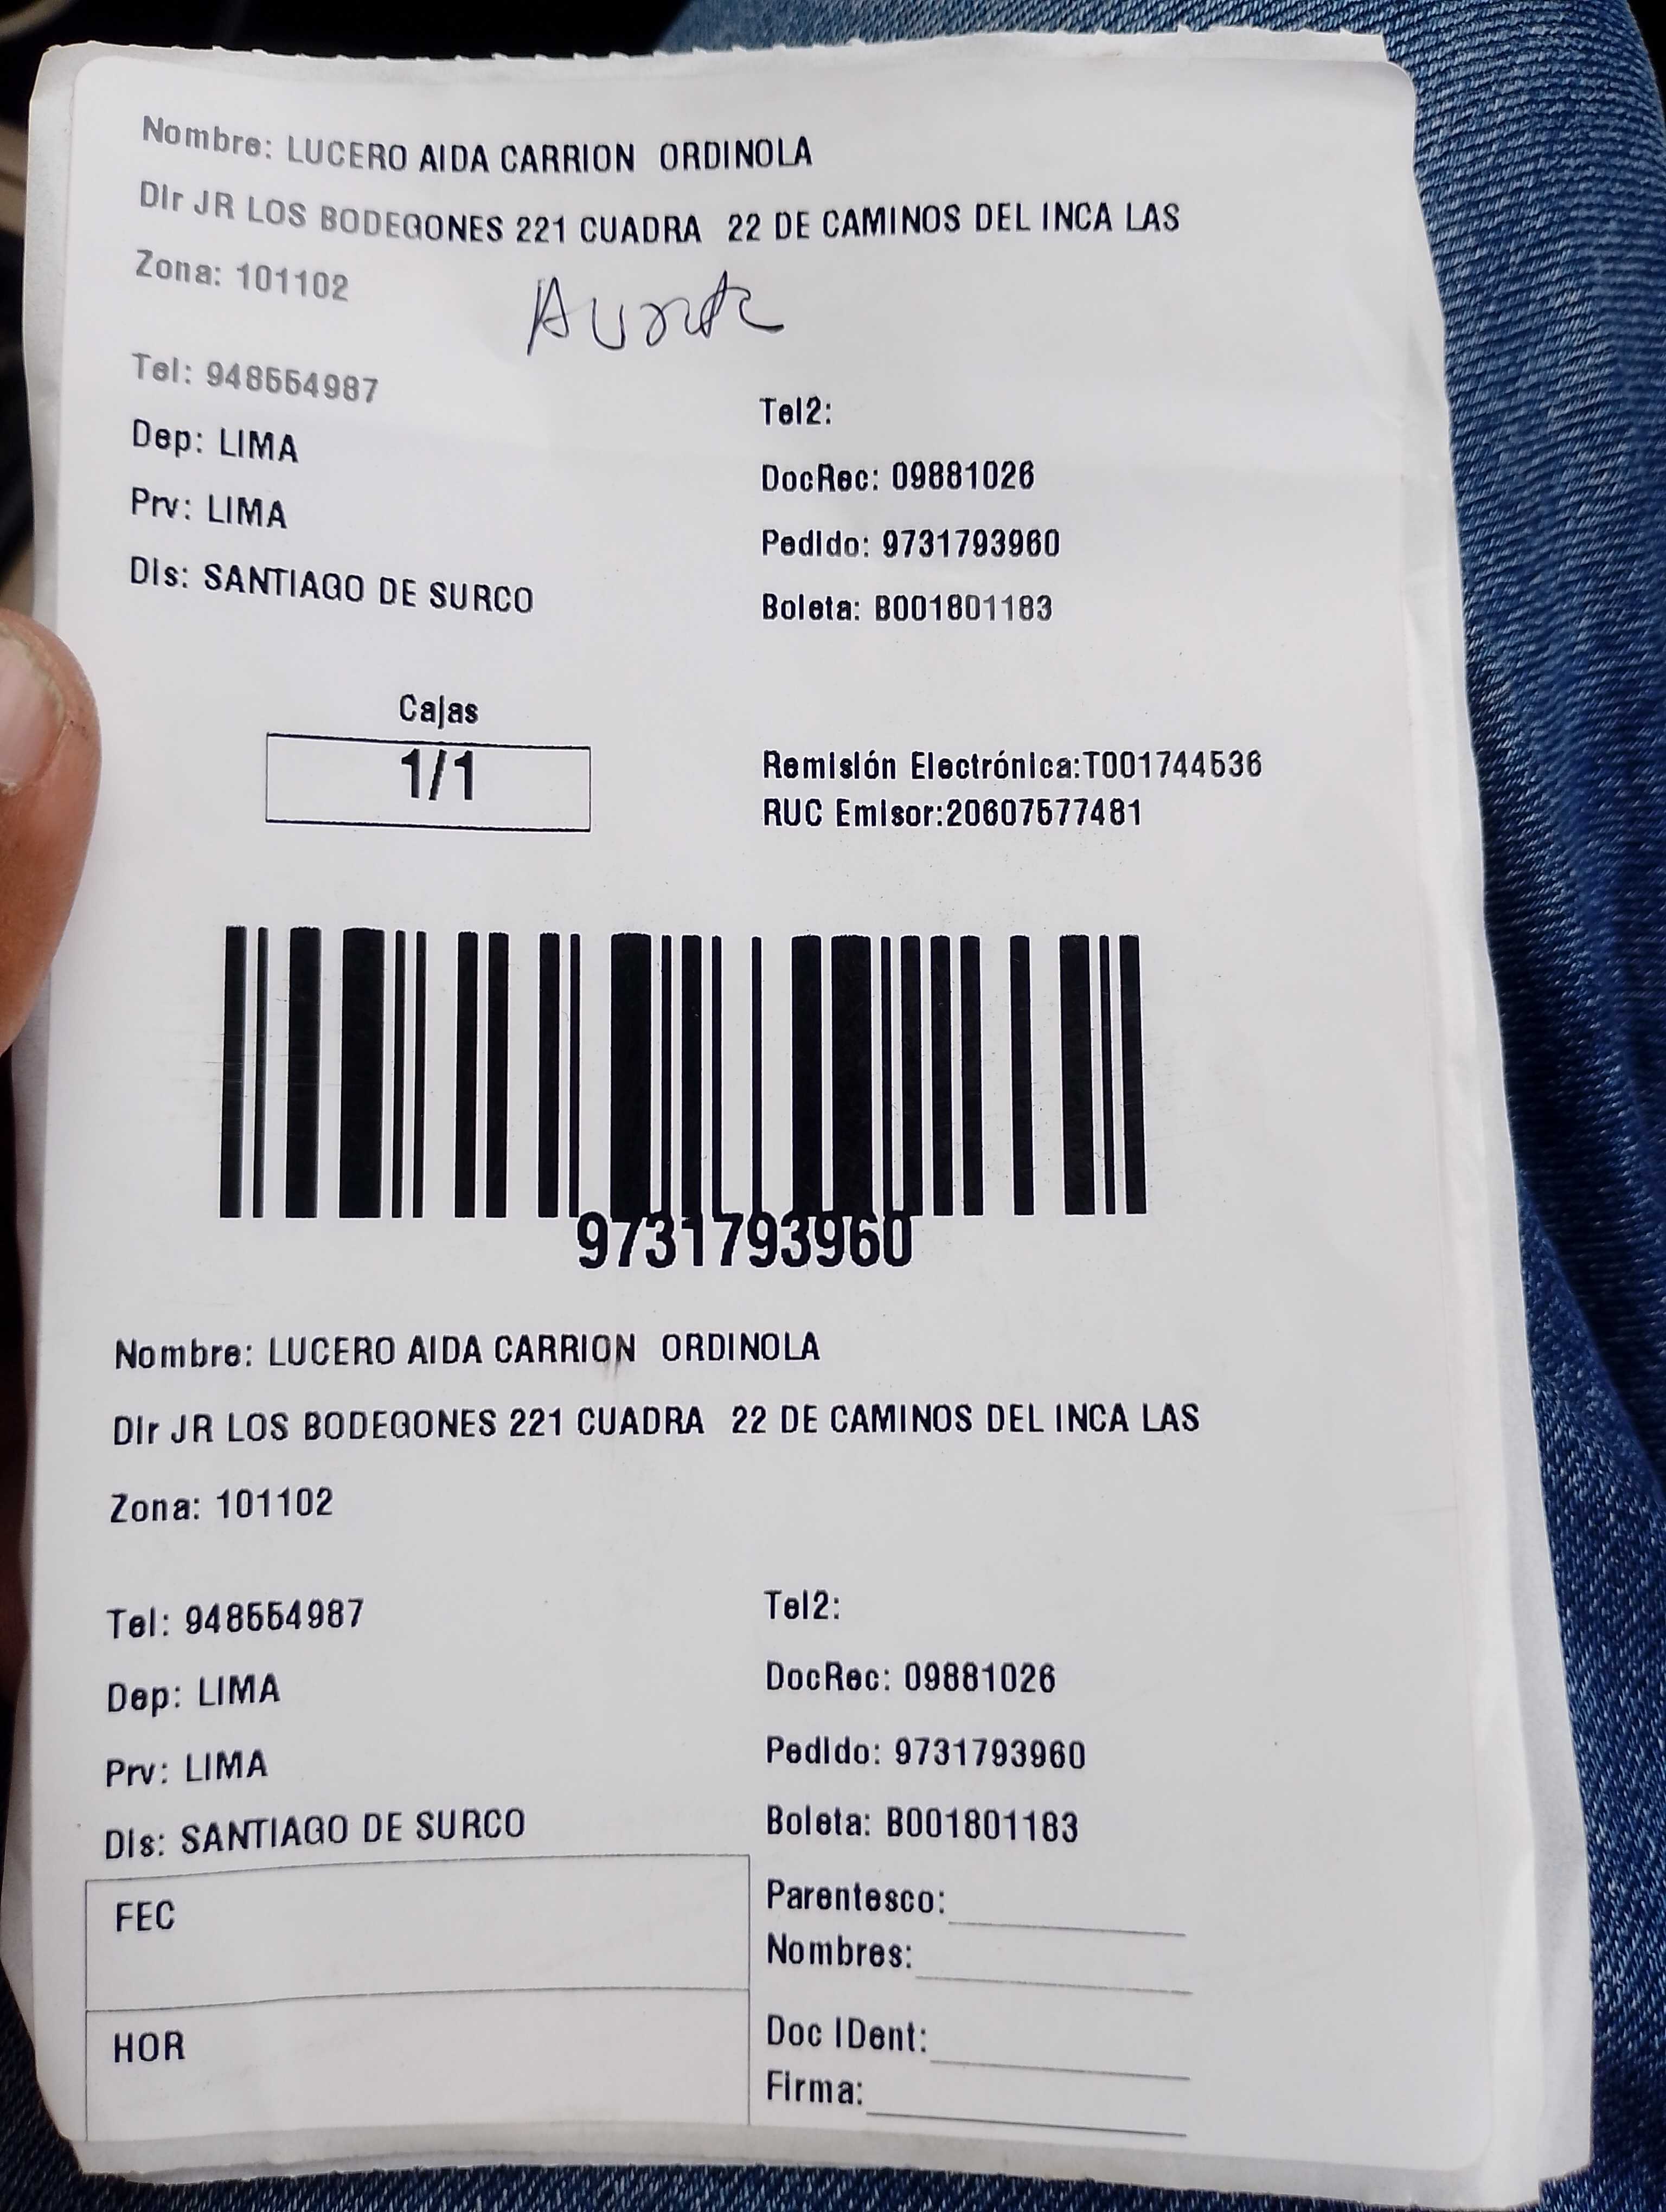 Nombre: LUCERO AIDA CARRION ORDINOLA
Dir JR LOS BODEGONES 221 CUADRA 22 DE CAMINOS DEL INCA LAS
Zona: 101102
Tel: 948554987
Tel2:
Dep: LIMA
DocRec: 09881026
Prv: LIMA
Pedido: 9731793960
Dis: SANTIAGO DE SURCO
Boleta: B001801183
Cajas
1/1
Remisión Electrónica:T001744536
RUC Emisor:20607577481
9731793960
Nombre: LUCERO AIDA CARRION ORDINOLA
Dir JR LOS BODEGONES 221 CUADRA 22 DE CAMINOS DEL INCA LAS
Zona: 101102
Tel: 948554987
Tel2:
Dep: LIMA
DocRec: 09881026
Prv: LIMA
Pedido: 9731793960
Dis: SANTIAGO DE SURCO
Boleta: B001801183
FEC
Parentesco:
Nombres:
HOR
Doc IDent:
Firma: